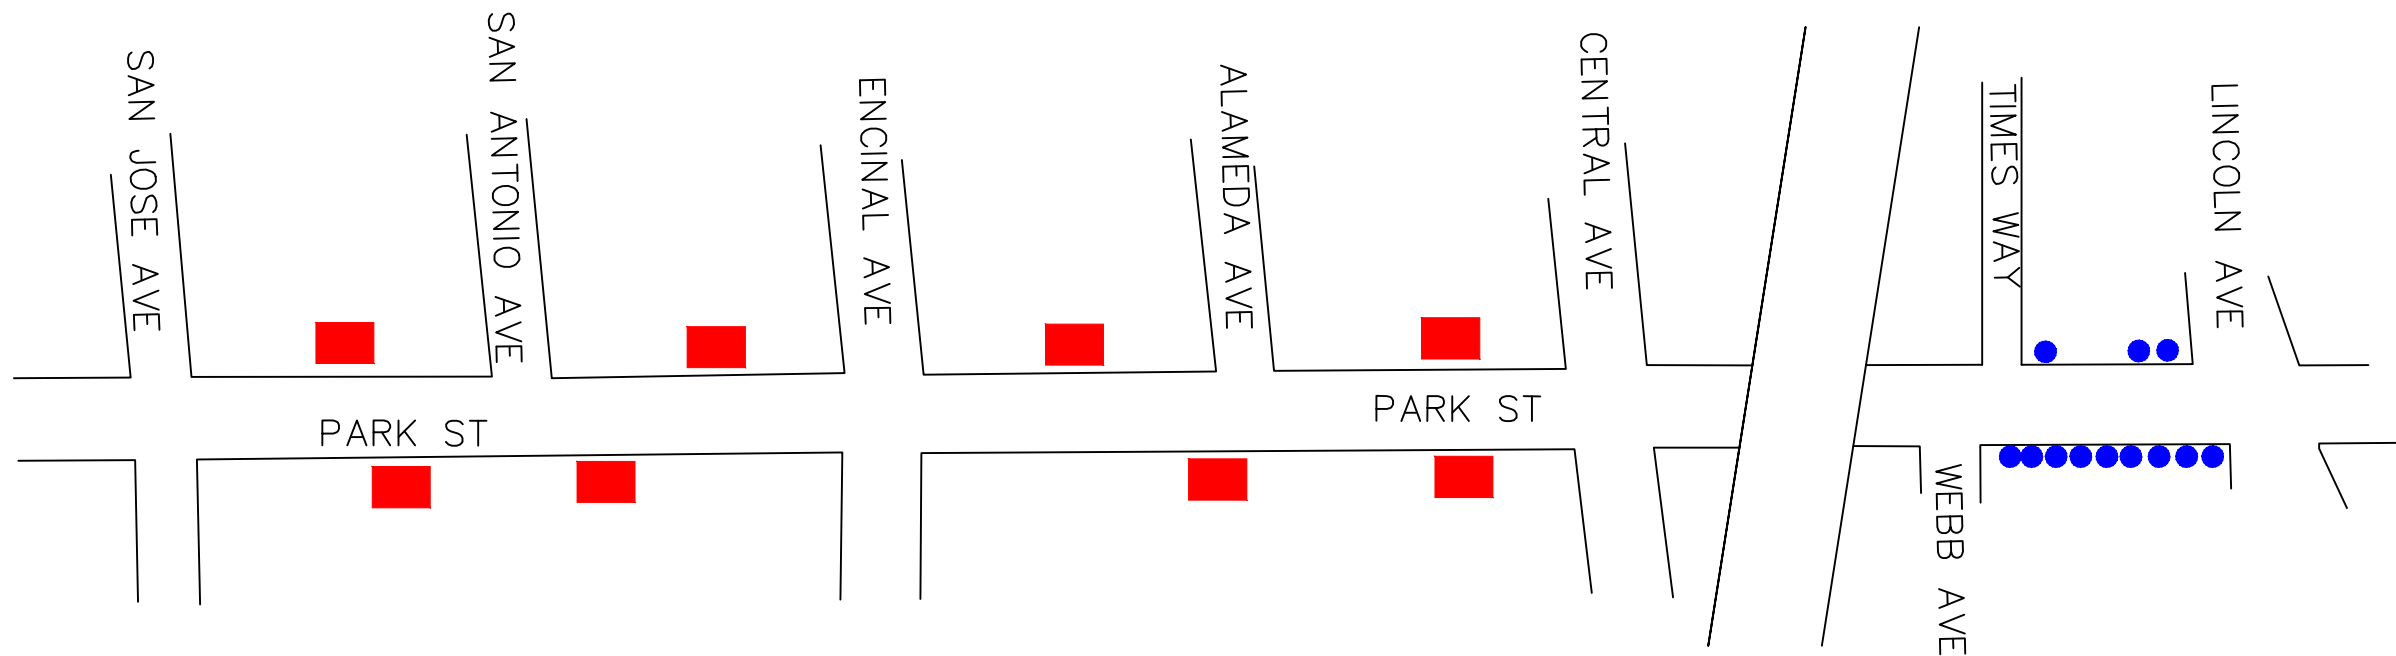 SAN JOSE AVE
SAN ANTONIO AVE
ENCINAL AVE
ALAMEDA AVE
CENTRAL AVE
TIMES WAY
LINCOLN AVE
PARK ST
PARK ST
WEBB AVE